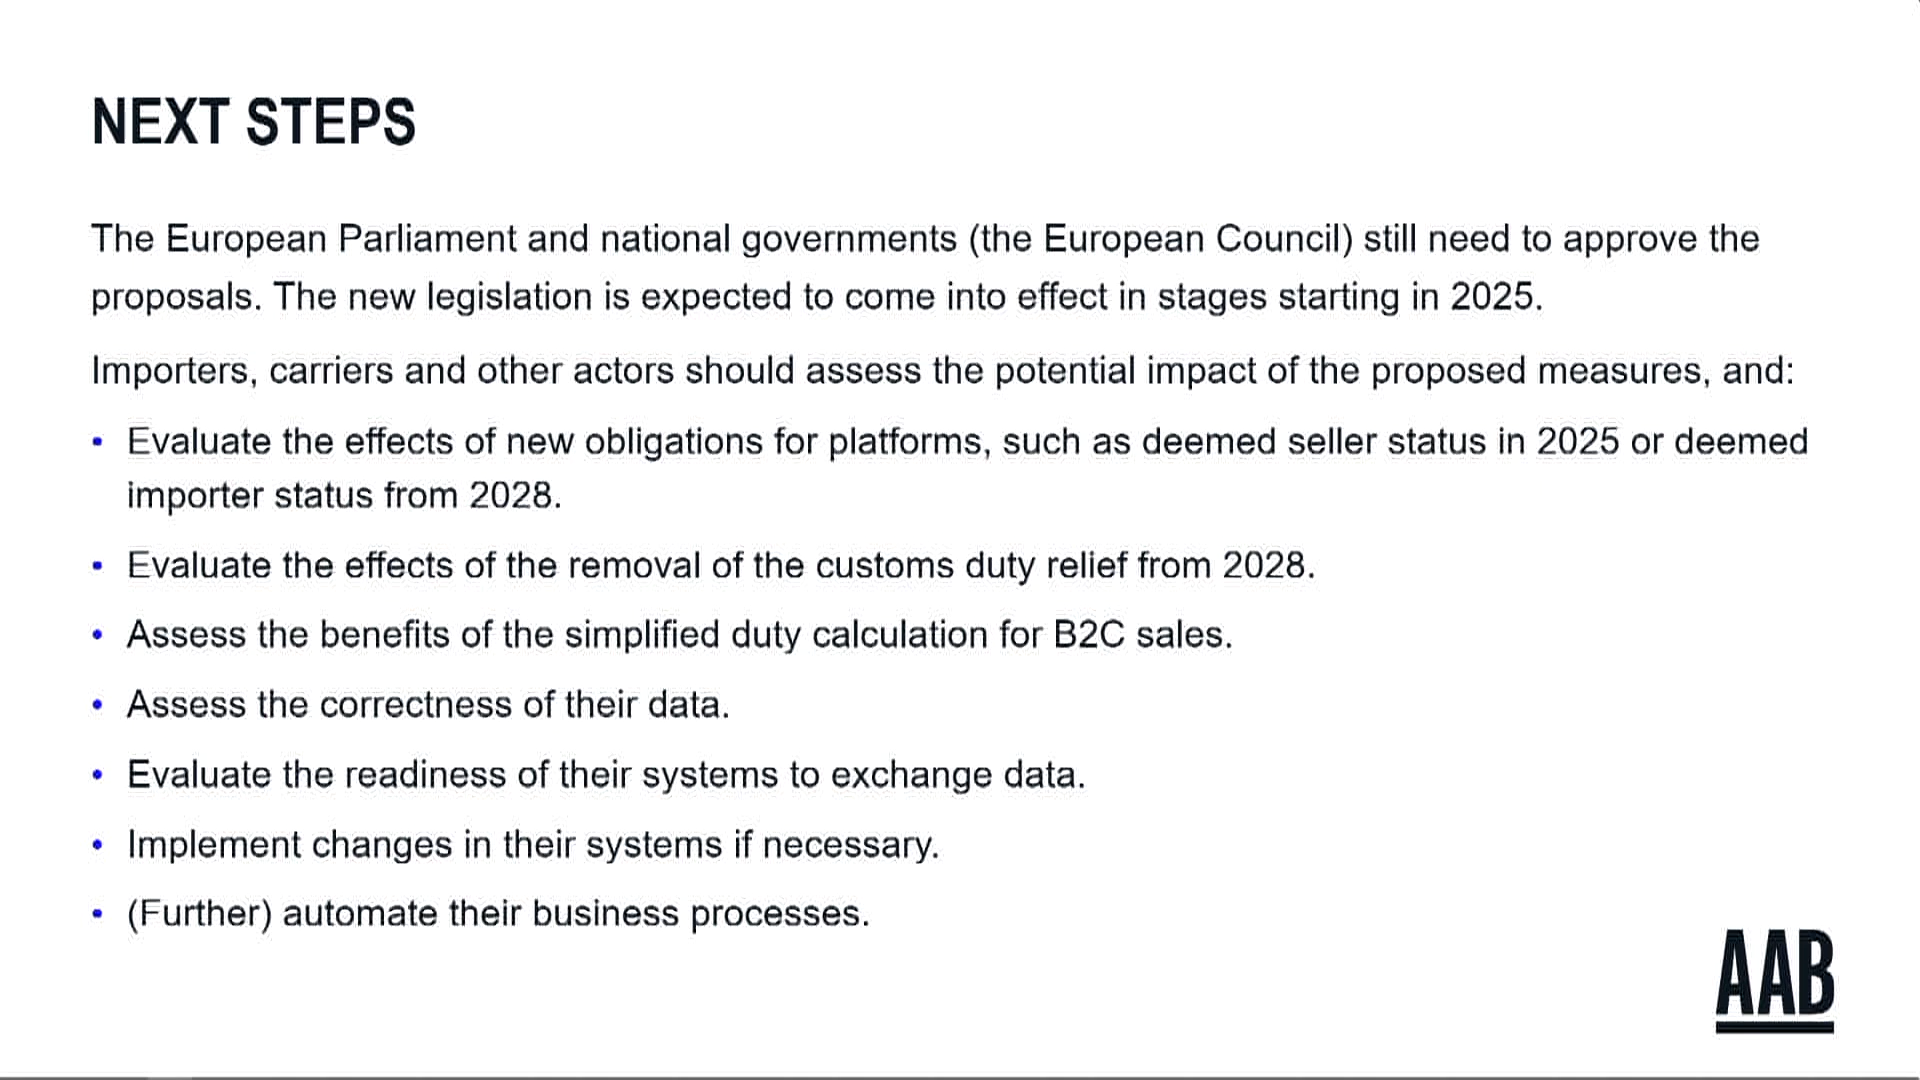 NEXT STEPS
The European Parliament and national governments (the European Council) still need to approve the
proposals. The new legislation is expected to come into effect in stages starting in 2025.
Importers, carriers and other actors should assess the potential impact of the proposed measures, and:
• Evaluate the effects of new obligations for platforms, such as deemed seller status in 2025 or deemed
importer status from 2028.
• Evaluate the effects of the removal of the customs duty relief from 2028.
• Assess the benefits of the simplified duty calculation for B2C sales.
• Assess the correctness of their data.
• Evaluate the readiness of their systems to exchange data.
• Implement changes in their systems if necessary.
• (Further) automate their business processes.
AAB